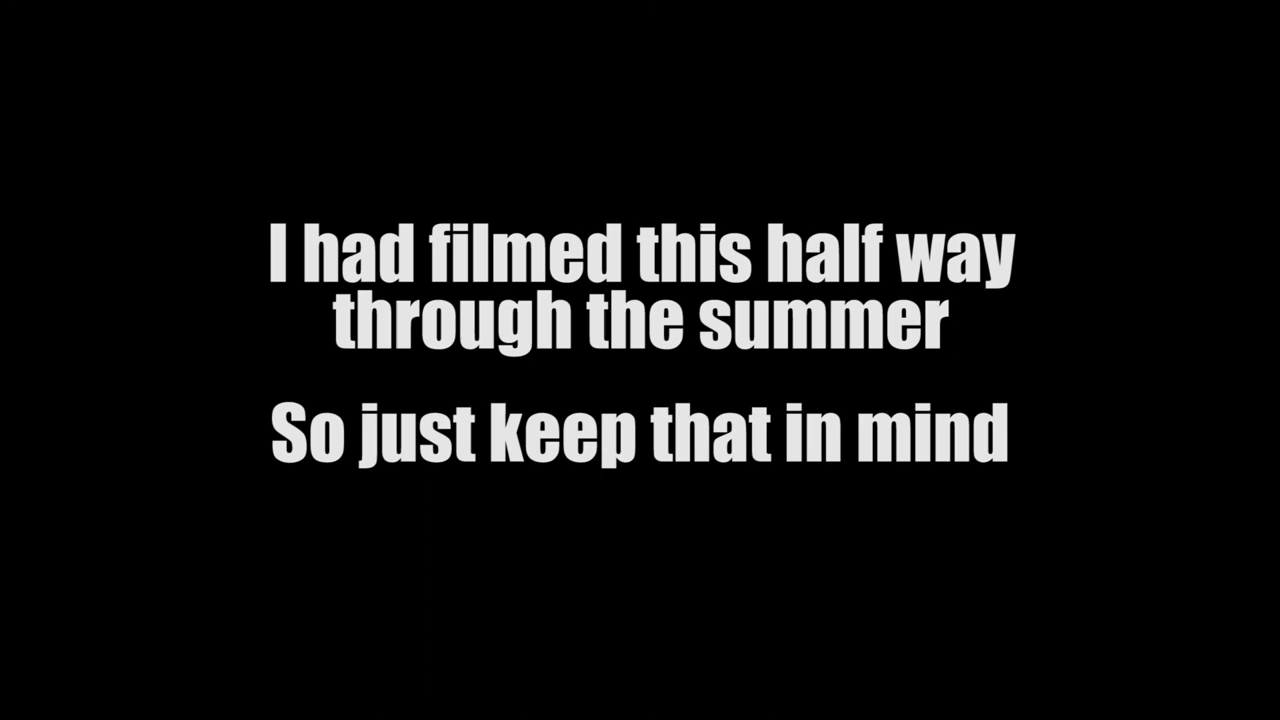 I had filmed this half way
through the summer
So just keep that in mind